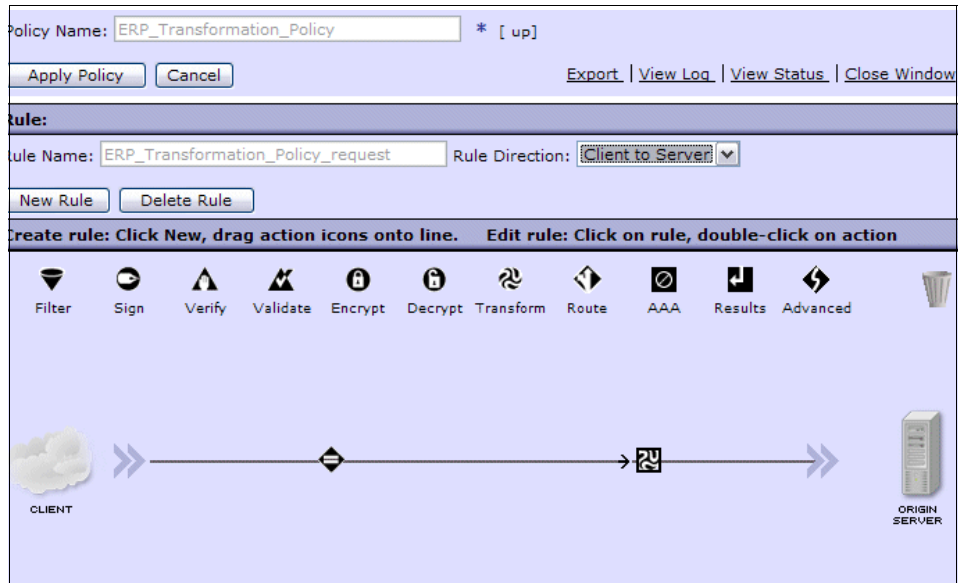 Policy Name: ERP_Transformation_Policy * [ up]
Apply Policy Cancel Export | View Log | View Status | Close Window
Rule:
Rule Name: ERP_Transformation_Policy_request Rule Direction: Client to Server
New Rule Delete Rule
Create rule: Click New, drag action icons onto line. Edit rule: Click on rule, double-click on action
Filter Sign Verify Validate Encrypt Decrypt Transform Route AAA Results Advanced
CLIENT
ORIGIN
SERVER